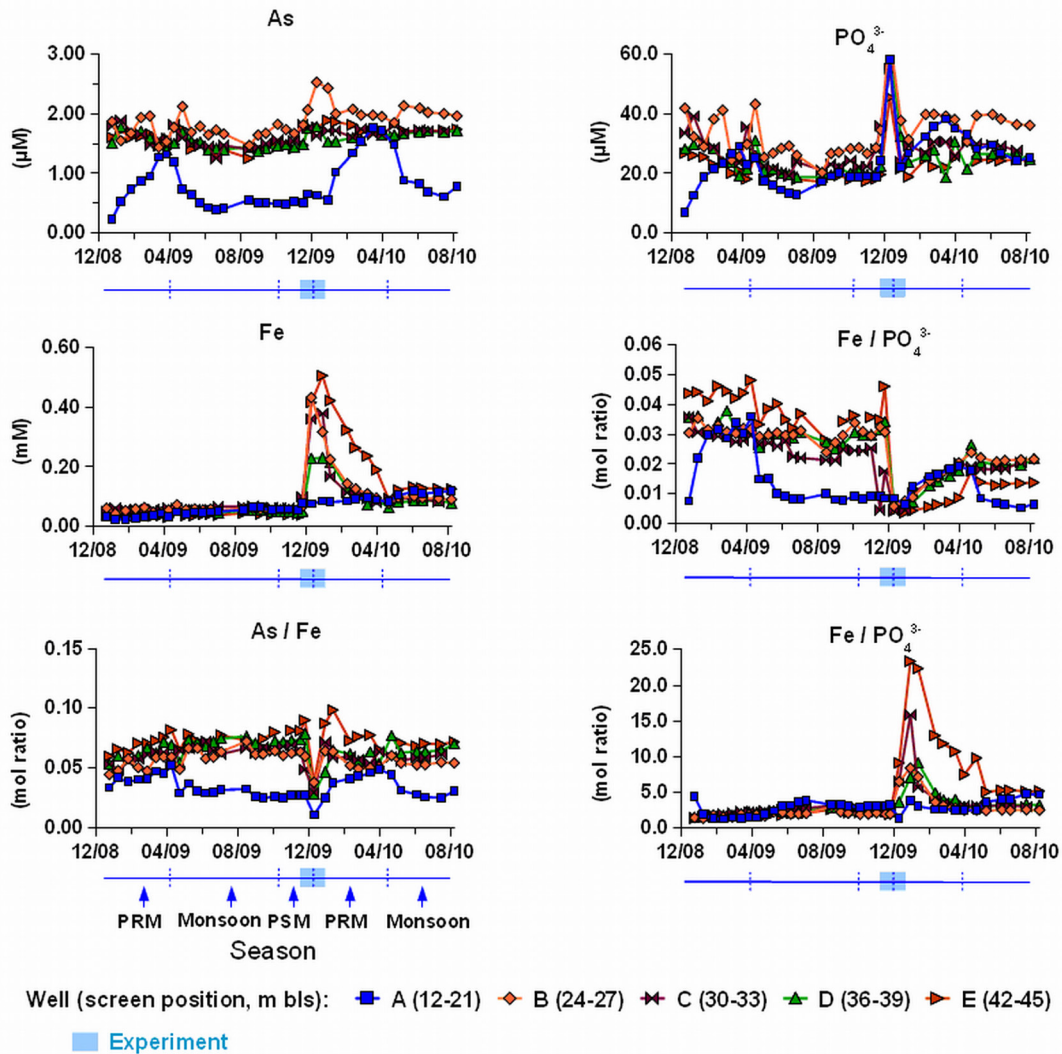 As
3.00
2.00
1.00
0.00
(µM)
12/08 04/09 08/09 12/09 04/10 08/10
PO₄³⁻
60.0
40.0
20.0
0.0
(µM)
12/08 04/09 08/09 12/09 04/10 08/10
Fe
0.60
0.40
0.20
0.00
(mM)
12/08 04/09 08/09 12/09 04/10 08/10
Fe / PO₄³⁻
0.06
0.05
0.04
0.03
0.02
0.01
0.00
(mol ratio)
12/08 04/09 08/09 12/09 04/10 08/10
As / Fe
0.15
0.10
0.05
0.00
(mol ratio)
12/08 04/09 08/09 12/09 04/10 08/10
PRM Monsoon PSM PRM Monsoon
Season
Fe / PO₄³⁻
25.0
20.0
15.0
10.0
5.0
0.0
(mol ratio)
12/08 04/09 08/09 12/09 04/10 08/10
Well (screen position, m bls): A (12-21) B (24-27) C (30-33) D (36-39) E (42-45)
Experiment